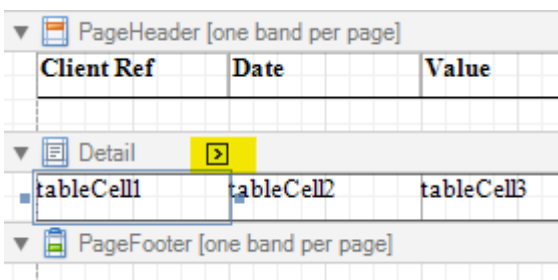 PageHeader [one band per page]
Client Ref Date Value
Detail
tableCell1 tableCell2 tableCell3
PageFooter [one band per page]